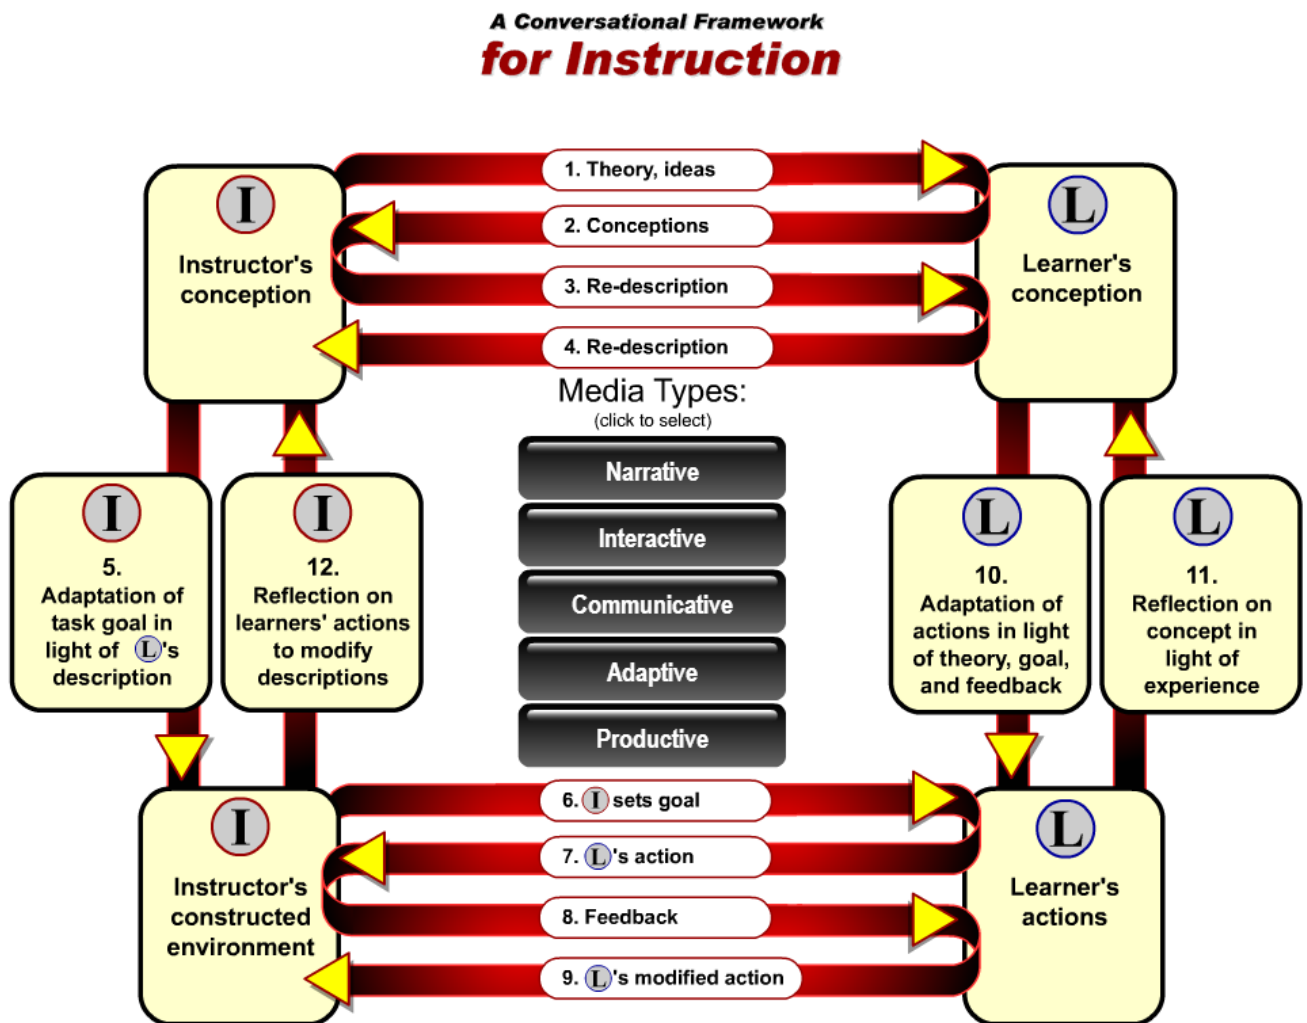 A Conversational Framework
for Instruction
I
Instructor's
conception
1. Theory, ideas
2. Conceptions
3. Re-description
4. Re-description
L
Learner's
conception
Media Types:
(click to select)
Narrative
Interactive
Communicative
Adaptive
Productive
I
5.
Adaptation of
task goal in
light of L's
description
I
12.
Reflection on
learners' actions
to modify
descriptions
L
10.
Adaptation of
actions in light
of theory, goal,
and feedback
L
11.
Reflection on
concept in
light of
experience
I
Instructor's
constructed
environment
6. I sets goal
7. L's action
8. Feedback
9. L's modified action
L
Learner's
actions